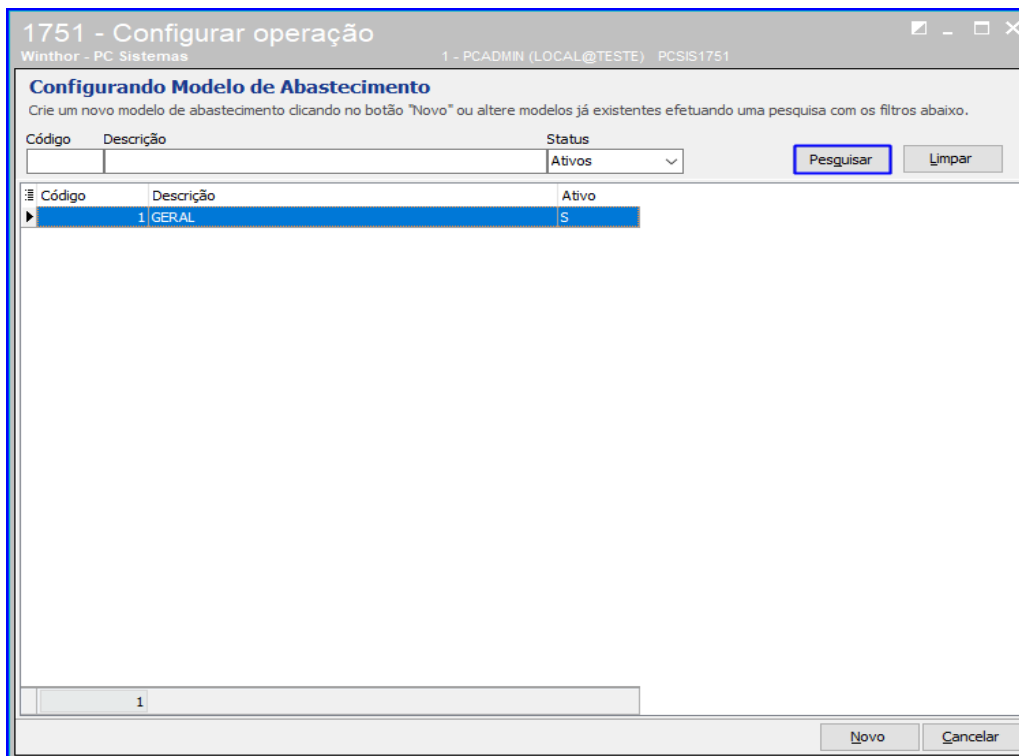 1751 - Configurar operação
Winthor - PC Sistemas 1 - PCADMIN (LOCAL@TESTE) PCSIS1751
Configurando Modelo de Abastecimento
Crie um novo modelo de abastecimento clicando no botão "Novo" ou altere modelos já existentes efetuando uma pesquisa com os filtros abaixo.
Código Descrição Status
Ativos Pesquisar Limpar
Código Descrição Ativo
1 GERAL S
1
Novo Cancelar